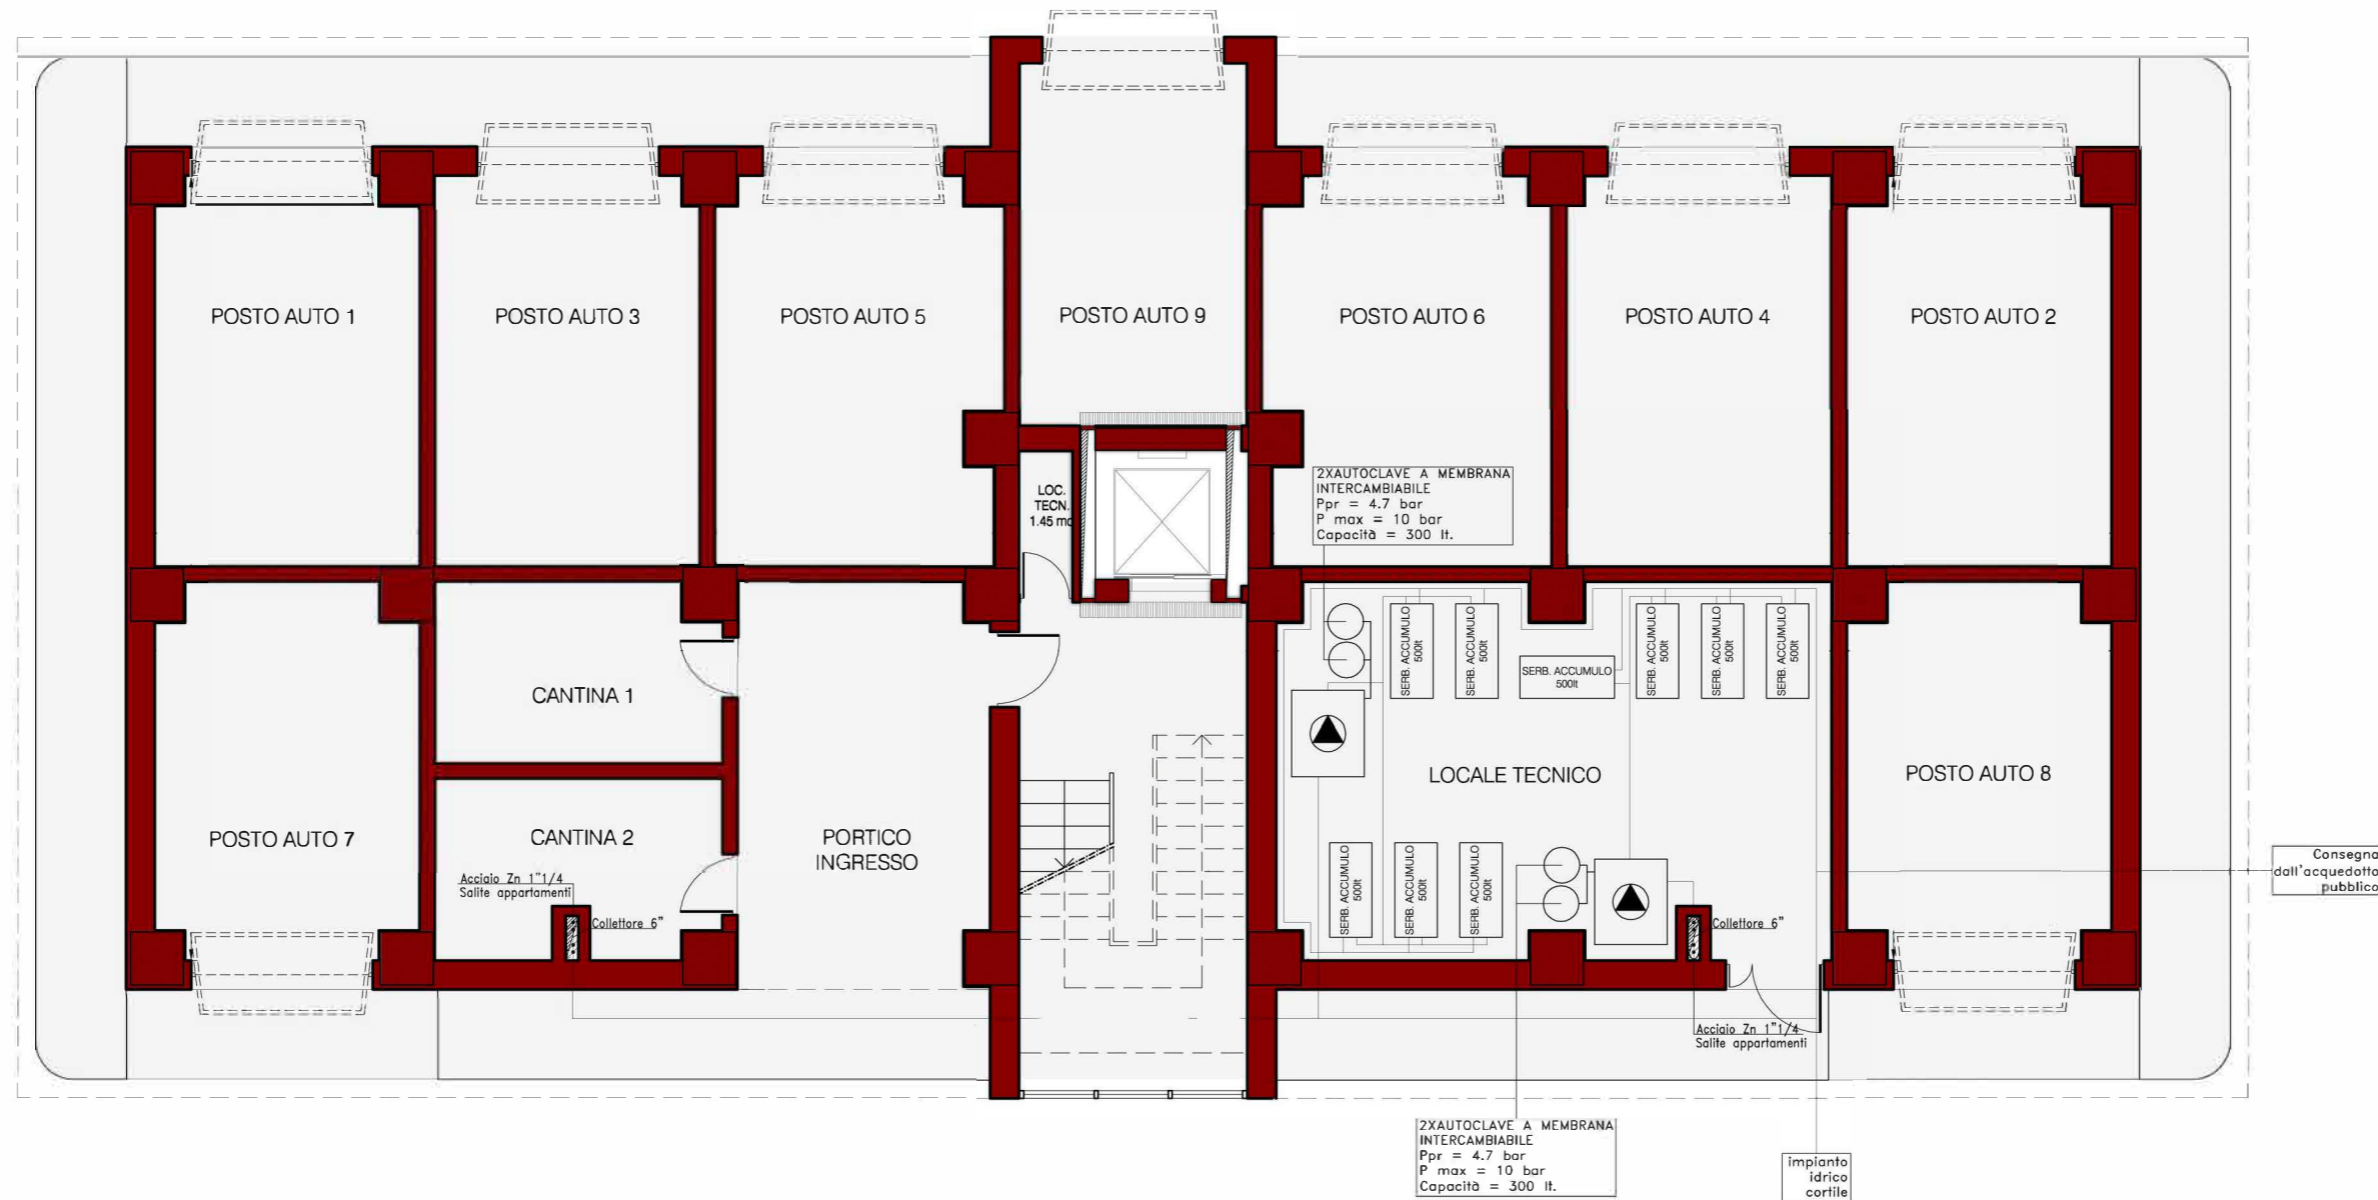 POSTO AUTO 1
POSTO AUTO 3
POSTO AUTO 5
POSTO AUTO 9
POSTO AUTO 6
POSTO AUTO 4
POSTO AUTO 2
2XAUTOCLAVE A MEMBRANA
INTERCAMBIABILE
Ppr = 4.7 bar
P max = 10 bar
Capacità = 300 lt.
LOC.
TECN.
1.45 mq
SERB. ACCUMULO
500lt
SERB. ACCUMULO
500lt
SERB. ACCUMULO
500lt
SERB. ACCUMULO
500lt
SERB. ACCUMULO
500lt
SERB. ACCUMULO
500lt
CANTINA 1
LOCALE TECNICO
POSTO AUTO 8
POSTO AUTO 7
CANTINA 2
PORTICO
INGRESSO
SERB. ACCUMULO
500lt
SERB. ACCUMULO
500lt
SERB. ACCUMULO
500lt
Consegna
dall'acquedotto
pubblico
Acciaio Zn 1"1/4
Salite appartamenti
Collettore 6"
Collettore 6"
Acciaio Zn 1"1/4
Salite appartamenti
2XAUTOCLAVE A MEMBRANA
INTERCAMBIABILE
Ppr = 4.7 bar
P max = 10 bar
Capacità = 300 lt.
impianto
idrico
cortile